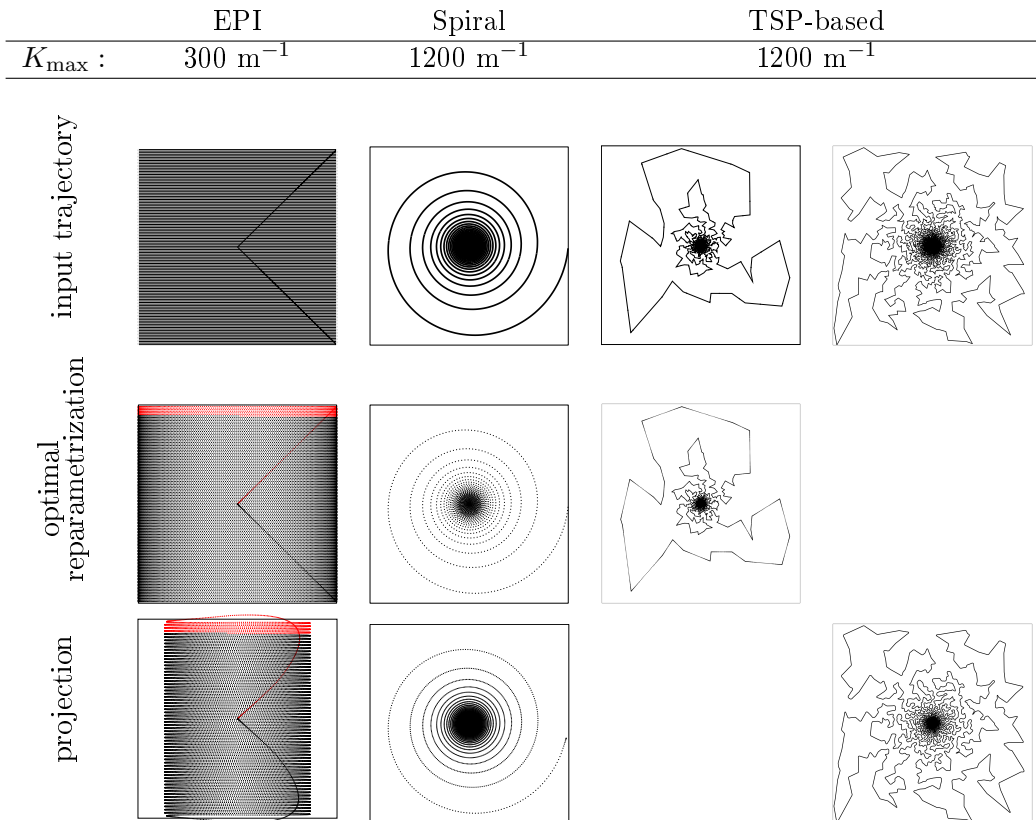 EPI Spiral TSP-based
K_max : 300 m⁻¹ 1200 m⁻¹ 1200 m⁻¹
input trajectory
optimal
reparametrization
projection